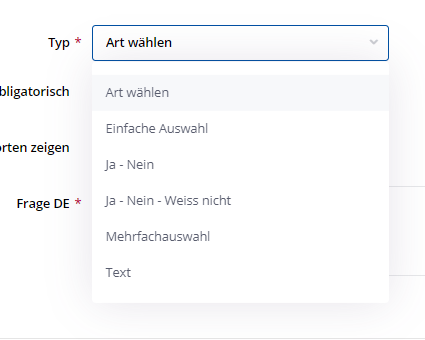 Typ * Art wählen
Art wählen
bligatorisch
Einfache Auswahl
rten zeigen
Ja - Nein
Frage DE * Ja - Nein - Weiss nicht
Mehrfachauswahl
Text